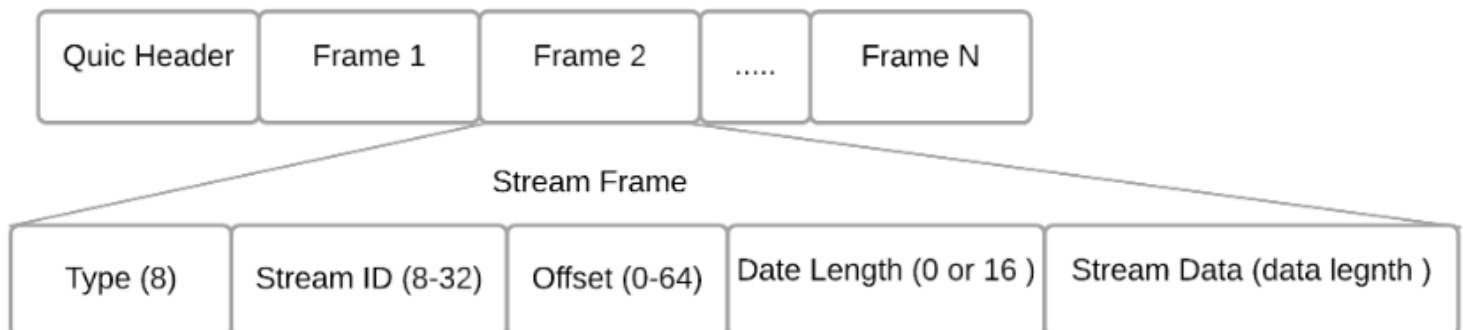 Quic Header Frame 1 Frame 2 ..... Frame N
Stream Frame
Type (8) Stream ID (8-32) Offset (0-64) Date Length (0 or 16 ) Stream Data (data legnth )